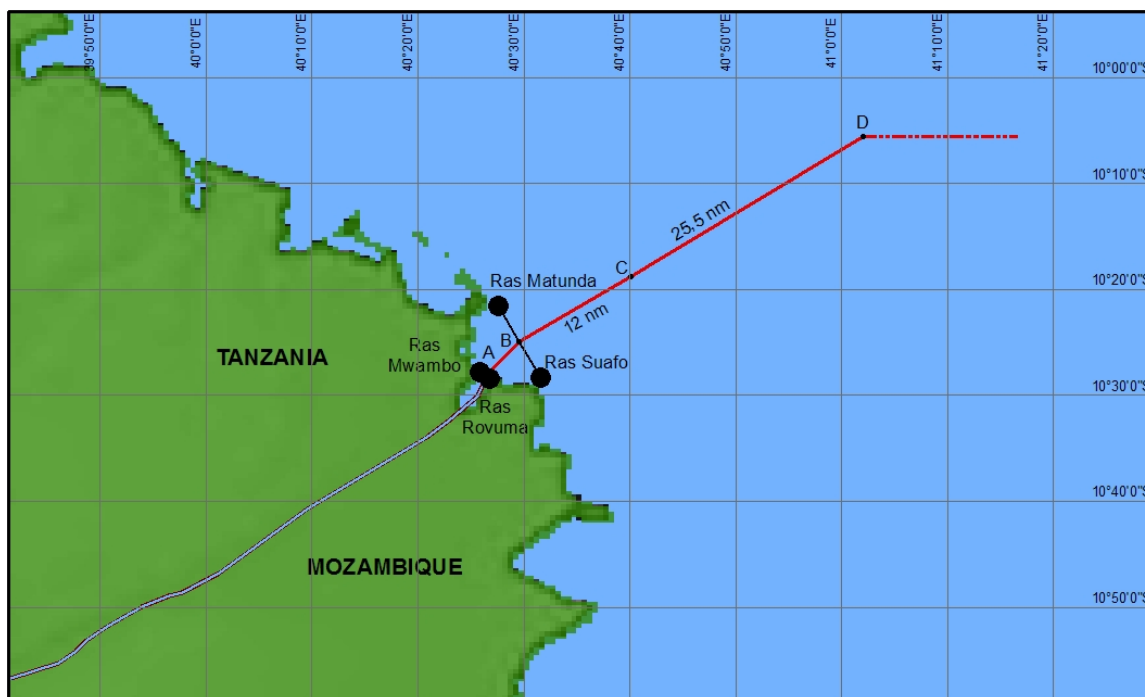 39°50'0"E
40°0'0"E
40°10'0"E
40°20'0"E
40°30'0"E
40°40'0"E
40°50'0"E
41°0'0"E
41°10'0"E
41°20'0"E
10°00'0"S
D
10°10'0"S
25,5 nm
C
Ras Matunda
10°20'0"S
12 nm
B
TANZANIA
Ras
Mwambo
A
Ras Suafo
10°30'0"S
Ras
Rovuma
10°40'0"S
MOZAMBIQUE
10°50'0"S